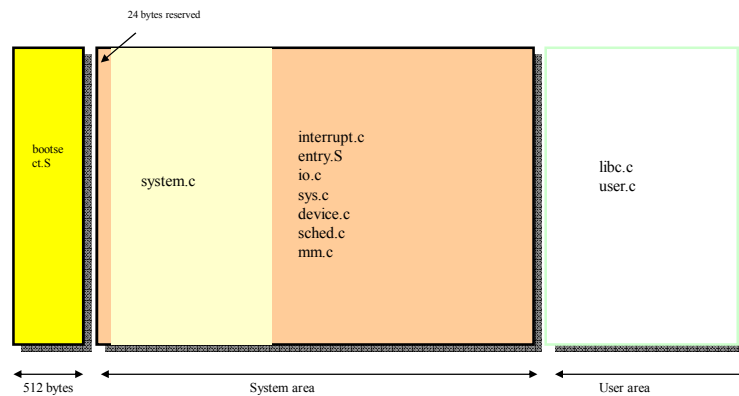 24 bytes reserved
bootse
ct.S
system.c
interrupt.c
entry.S
io.c
sys.c
device.c
sched.c
mm.c
libc.c
user.c
512 bytes
System area
User area